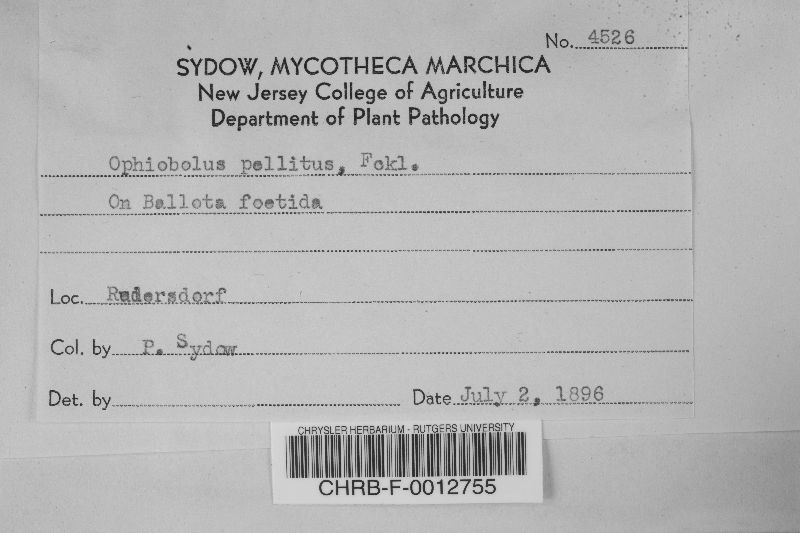 No. 4526
SYDOW, MYCOTHECA MARCHICA
New Jersey College of Agriculture
Department of Plant Pathology
Ophiobolus pellitus, Fckl.
On Ballota foetida
Loc. Rudersdorf
Col. by P. Sydow
Det. by Date July 2, 1896
CHRYSLER HERBARIUM - RUTGERS UNIVERSITY
CHRB-F-0012755